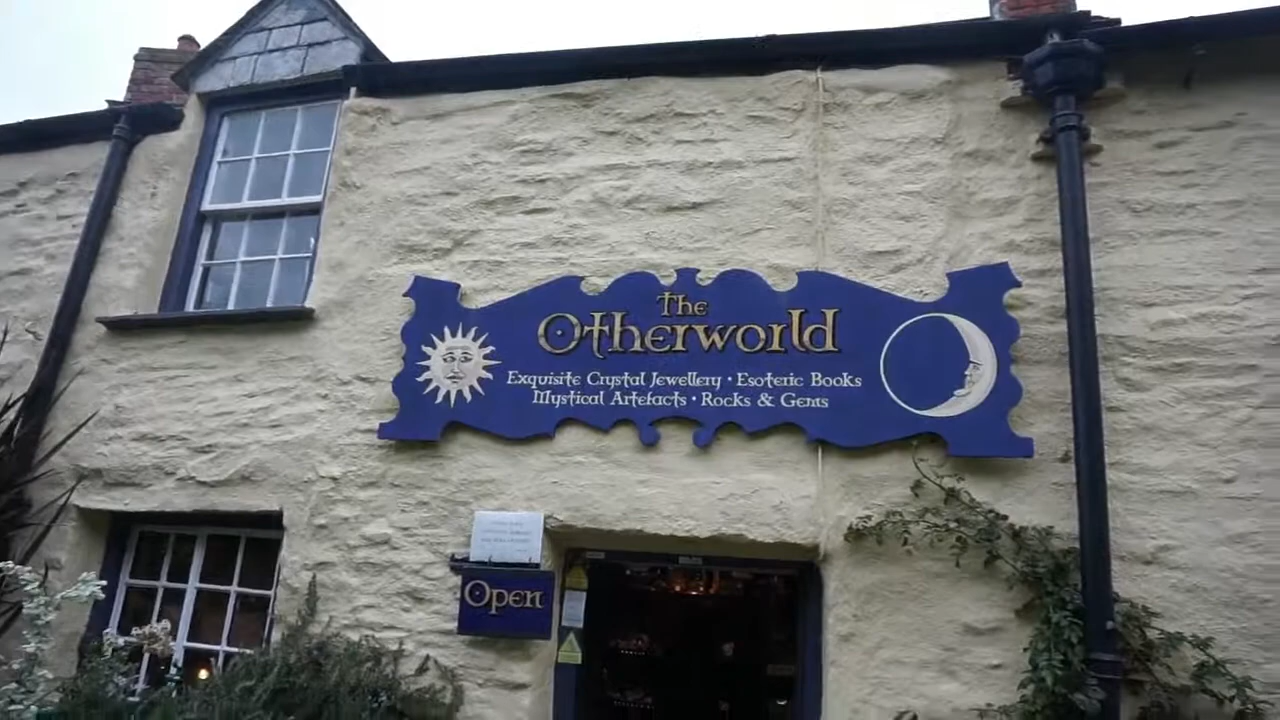 The
Otherworld
Exquisite Crystal Jewellery · Esoteric Books
Mystical Artefacts · Rocks & Gems
Open